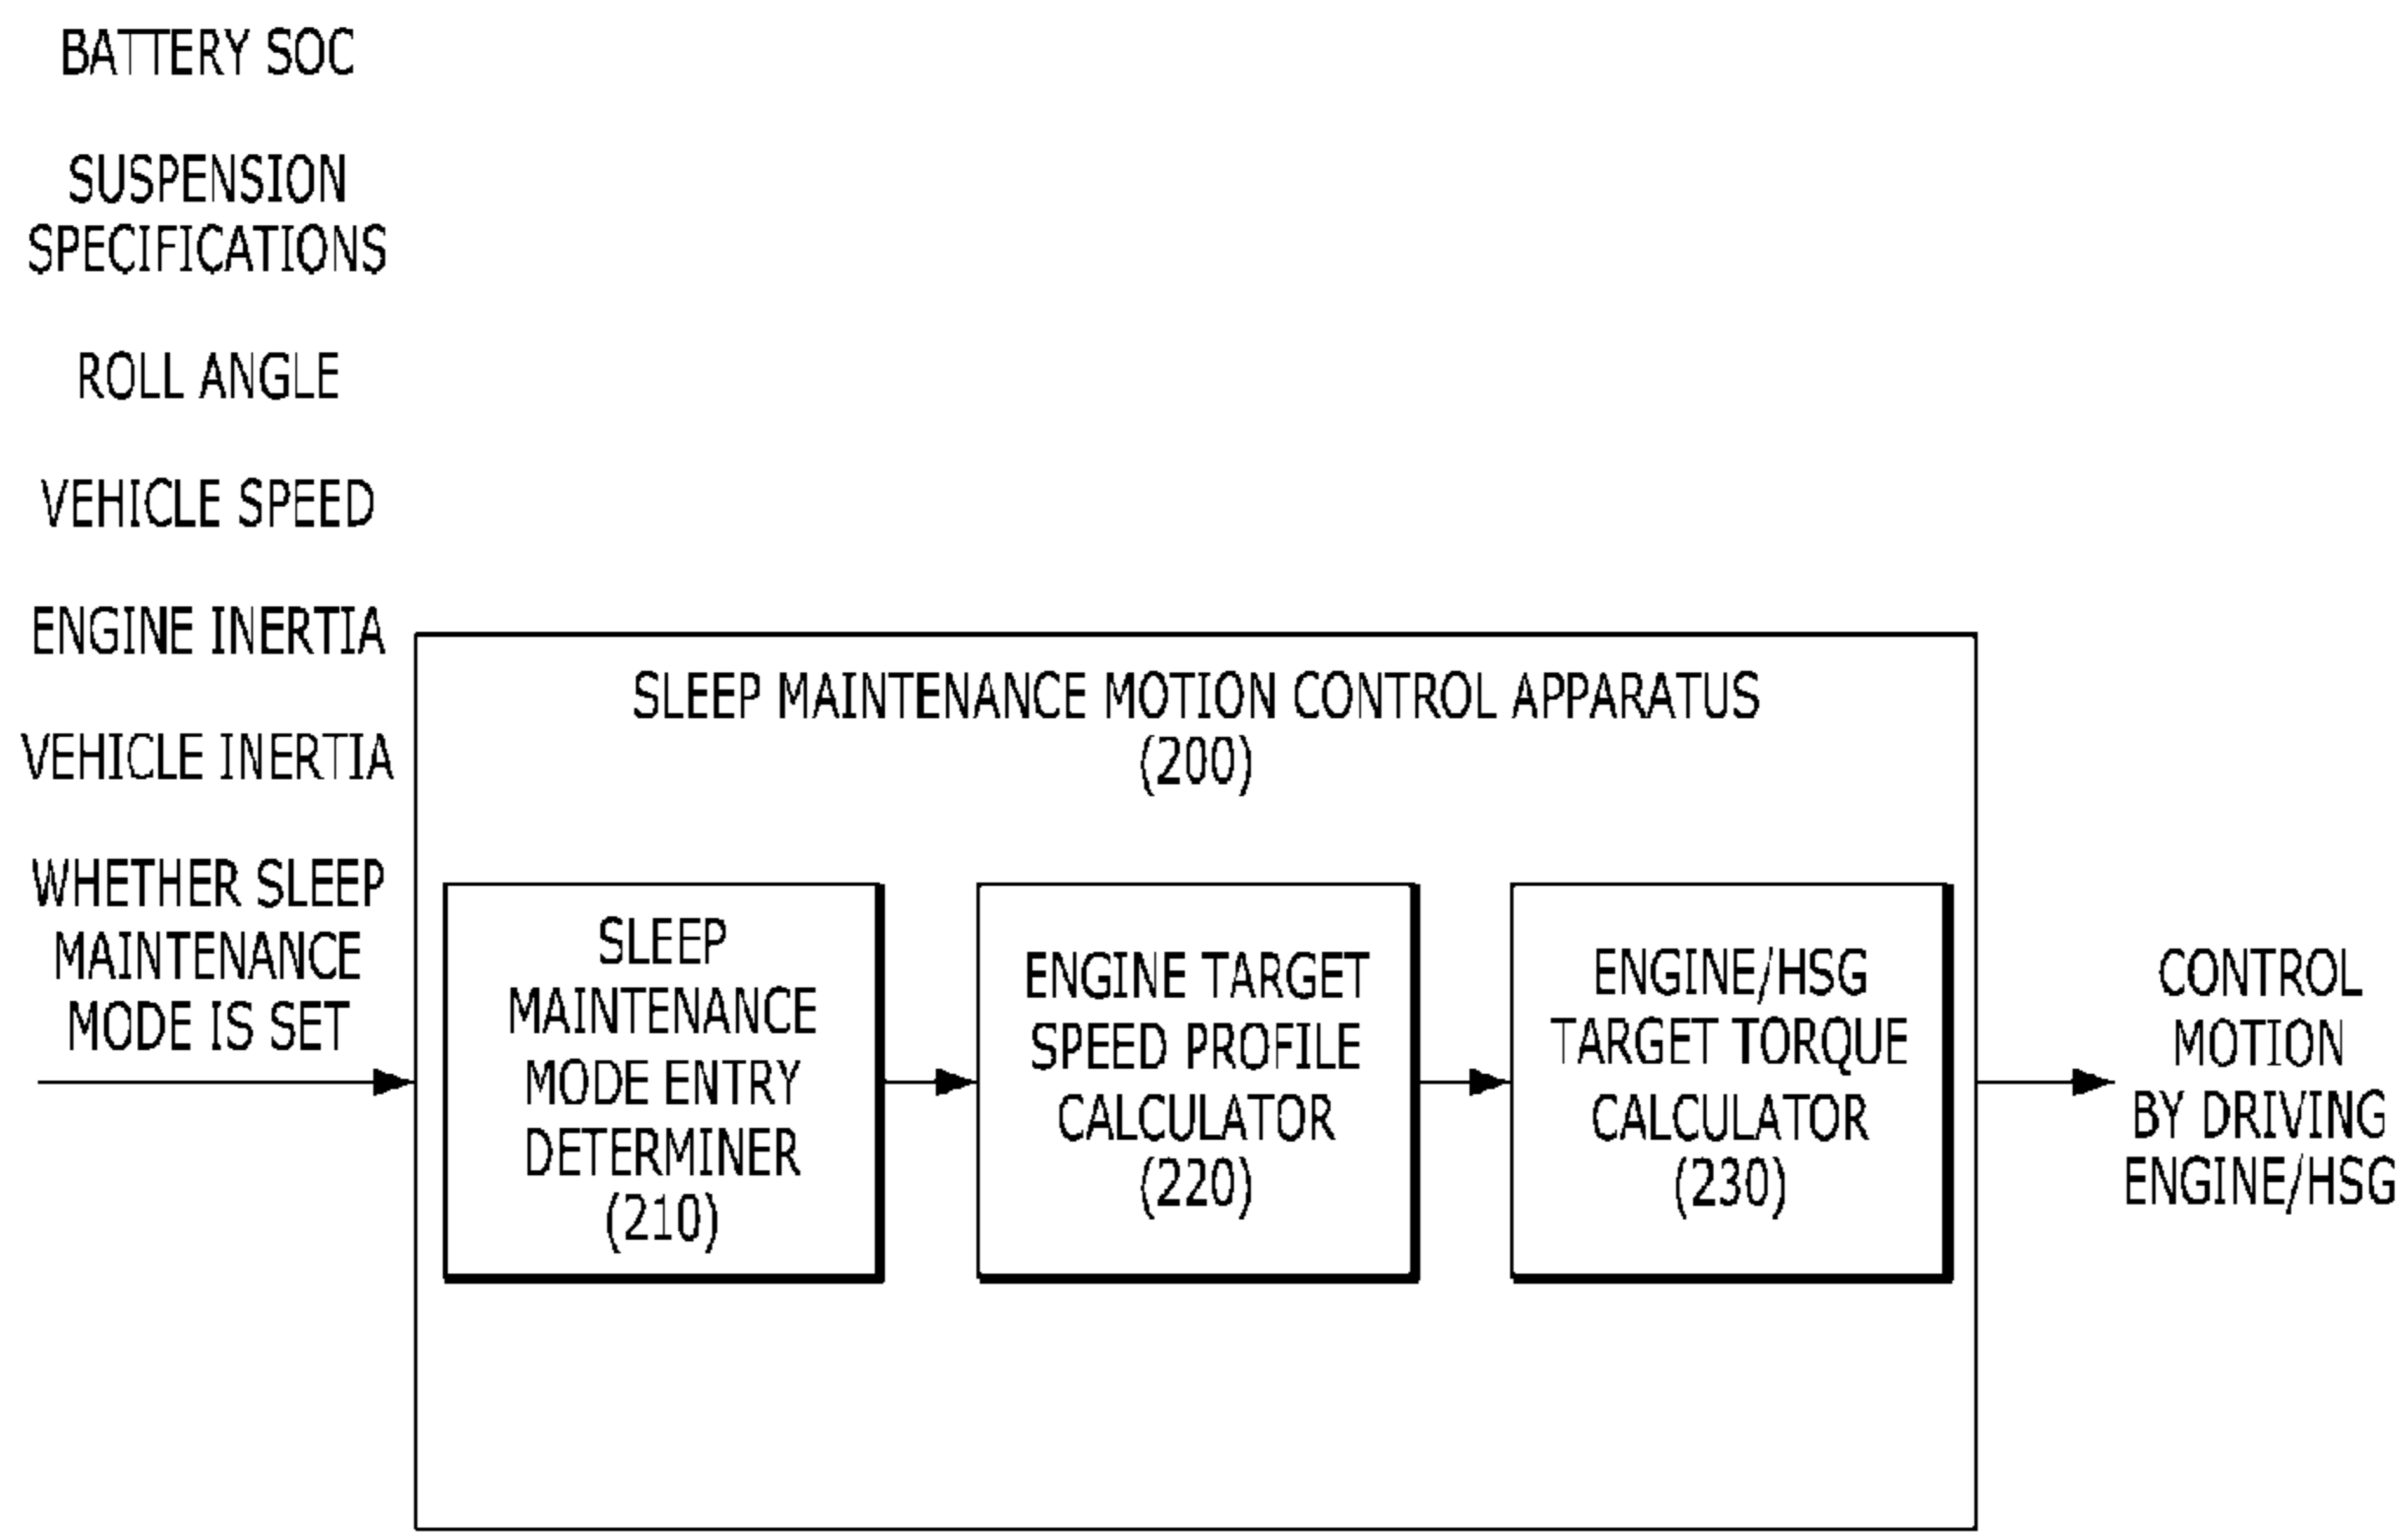 BATTERY SOC
SUSPENSION
SPECIFICATIONS
ROLL ANGLE
VEHICLE SPEED
ENGINE INERTIA
VEHICLE INERTIA
WHETHER SLEEP
MAINTENANCE
MODE IS SET
SLEEP MAINTENANCE MOTION CONTROL APPARATUS
(200)
SLEEP
MAINTENANCE
MODE ENTRY
DETERMINER
(210)
ENGINE TARGET
SPEED PROFILE
CALCULATOR
(220)
ENGINE/HSG
TARGET TORQUE
CALCULATOR
(230)
CONTROL
MOTION
BY DRIVING
ENGINE/HSG